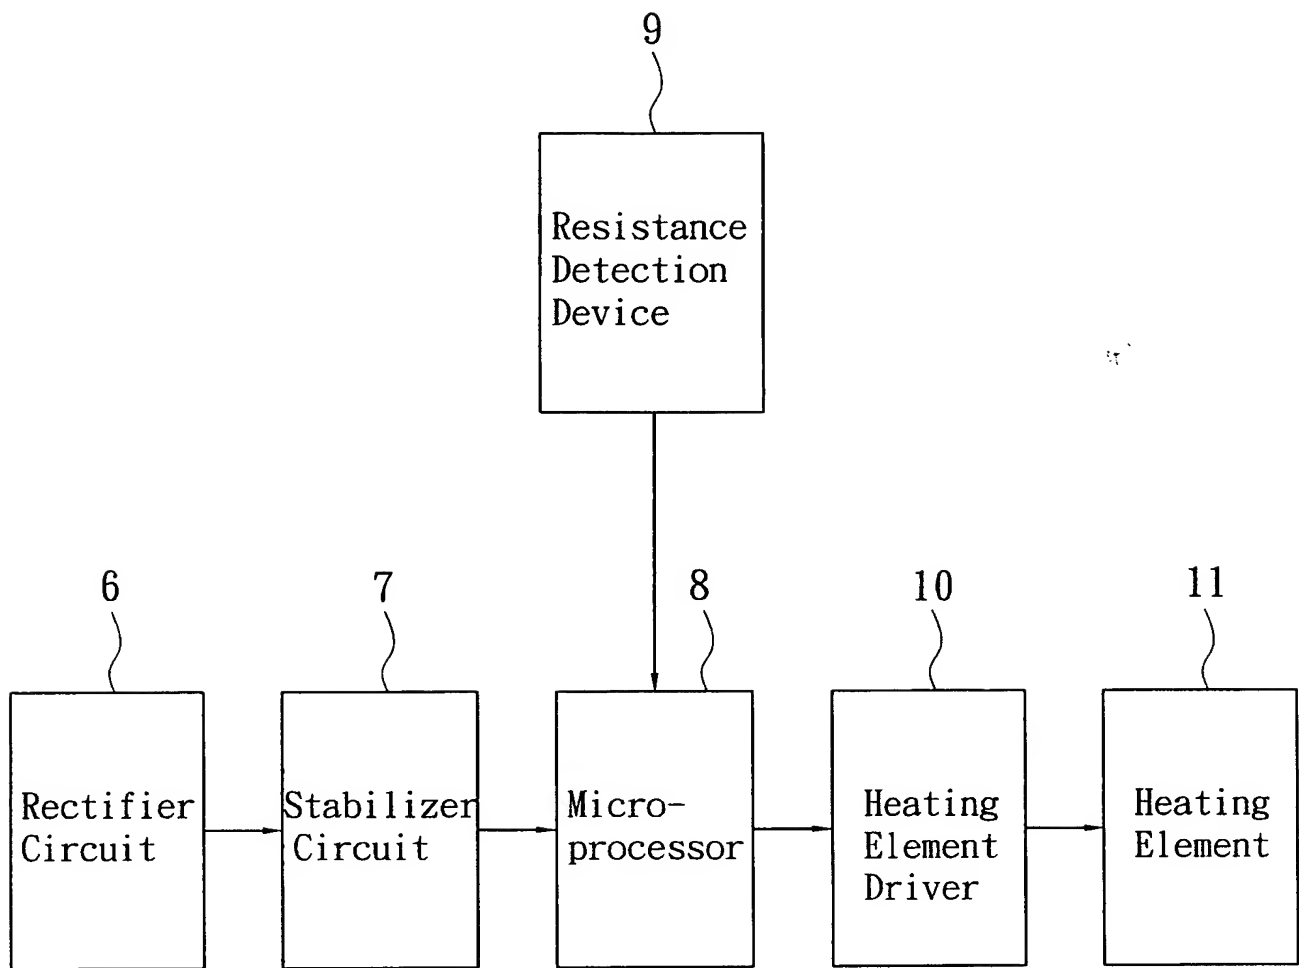 9
Resistance
Detection
Device
6
7
8
10
11
Rectifier
Circuit
Stabilizer
Circuit
Micro-
processor
Heating
Element
Driver
Heating
Element